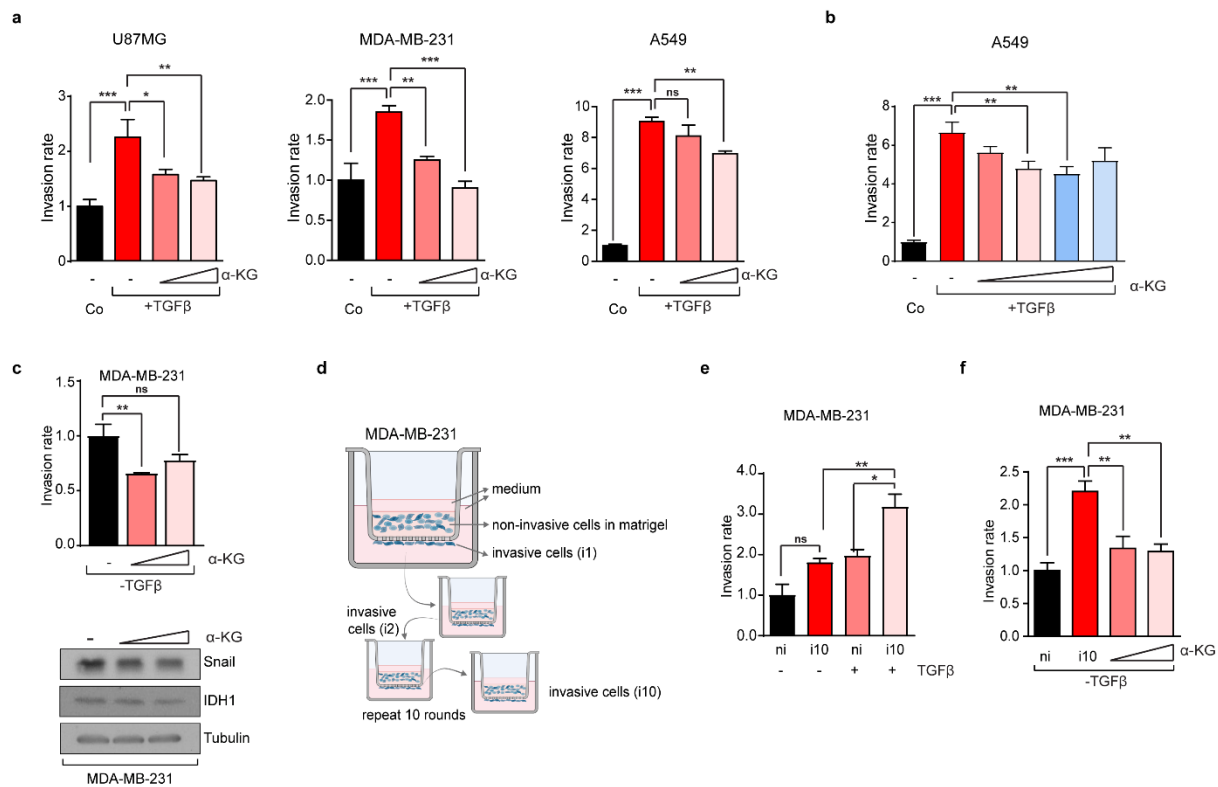 a
U87MG
Invasion rate
3
2
1
0
***
*
**
-
-
α-KG
Co
+TGFβ
MDA-MB-231
Invasion rate
2.0
1.5
1.0
0.5
0.0
***
**
***
-
-
α-KG
Co
+TGFβ
A549
Invasion rate
10
8
6
4
2
0
***
ns
**
-
-
α-KG
Co
+TGFβ
b
A549
Invasion rate
8
6
4
2
0
***
**
**
-
-
α-KG
Co
+TGFβ
c
MDA-MB-231
Invasion rate
1.5
1.0
0.5
0.0
ns
**
-
α-KG
-TGFβ
-
α-KG
Snail
IDH1
Tubulin
MDA-MB-231
d
MDA-MB-231
medium
non-invasive cells in matrigel
invasive cells (i1)
invasive
cells (i2)
invasive cells (i10)
repeat 10 rounds
e
MDA-MB-231
Invasion rate
4.0
3.0
2.0
1.0
0.0
ns
**
*
ni i10 ni i10
- - + + TGFβ
f
MDA-MB-231
Invasion rate
2.5
2.0
1.5
1.0
0.5
0.0
***
**
**
ni i10
α-KG
-TGFβ